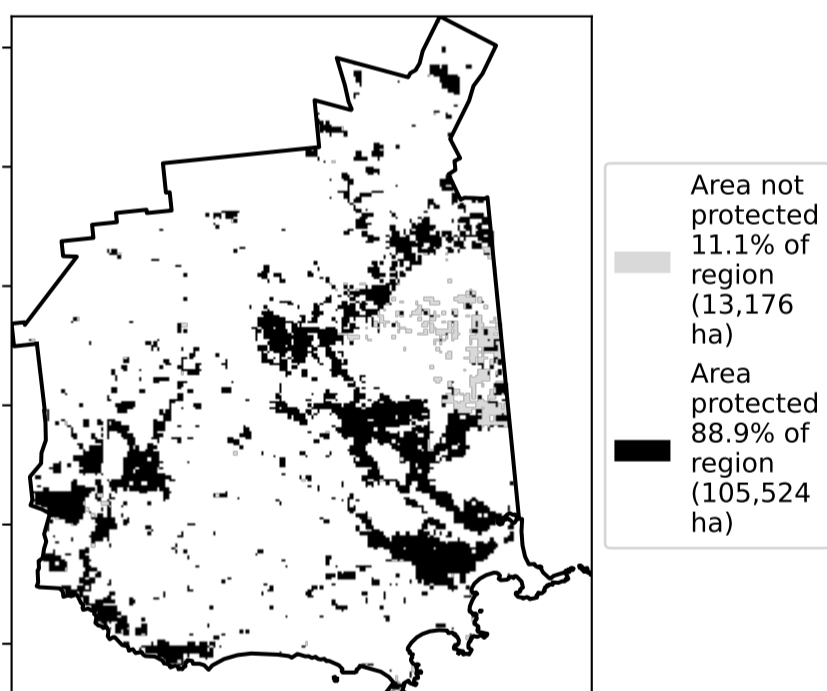 Area not
protected
11.1% of
region
(13,176
ha)
Area
protected
88.9% of
region
(105,524
ha)